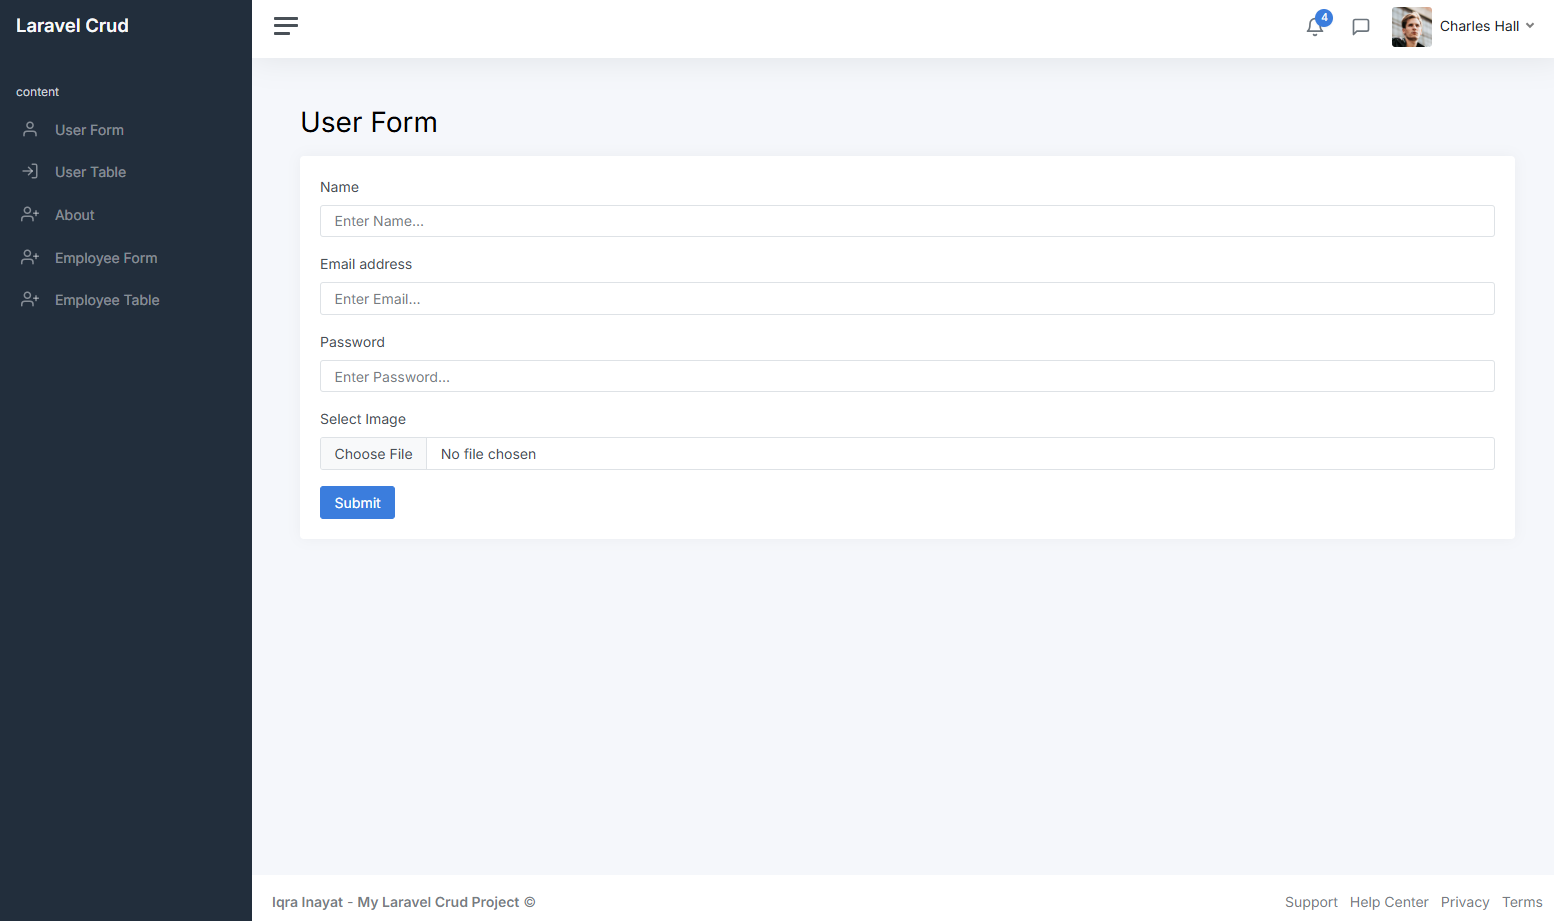 Laravel Crud
4
Charles Hall
content
User Form
User Table
About
Employee Form
Employee Table
User Form
Name
Enter Name...
Email address
Enter Email...
Password
Enter Password...
Select Image
Choose File No file chosen
Submit
Iqra Inayat - My Laravel Crud Project ©
Support Help Center Privacy Terms